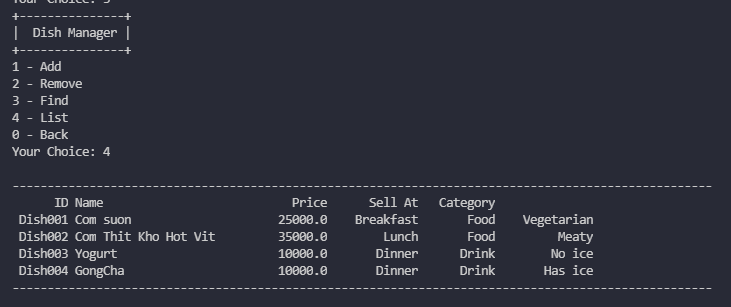 Your Choice: 5
+---------------+
|  Dish Manager |
+---------------+
1 - Add
2 - Remove
3 - Find
4 - List
0 - Back
Your Choice: 4
----------------------------------------------------------------------------------------------------
      ID Name                           Price      Sell At   Category
 Dish001 Com suon                     25000.0    Breakfast       Food    Vegetarian
 Dish002 Com Thit Kho Hot Vit         35000.0        Lunch       Food         Meaty
 Dish003 Yogurt                       10000.0       Dinner      Drink        No ice
 Dish004 GongCha                      10000.0       Dinner      Drink       Has ice
----------------------------------------------------------------------------------------------------